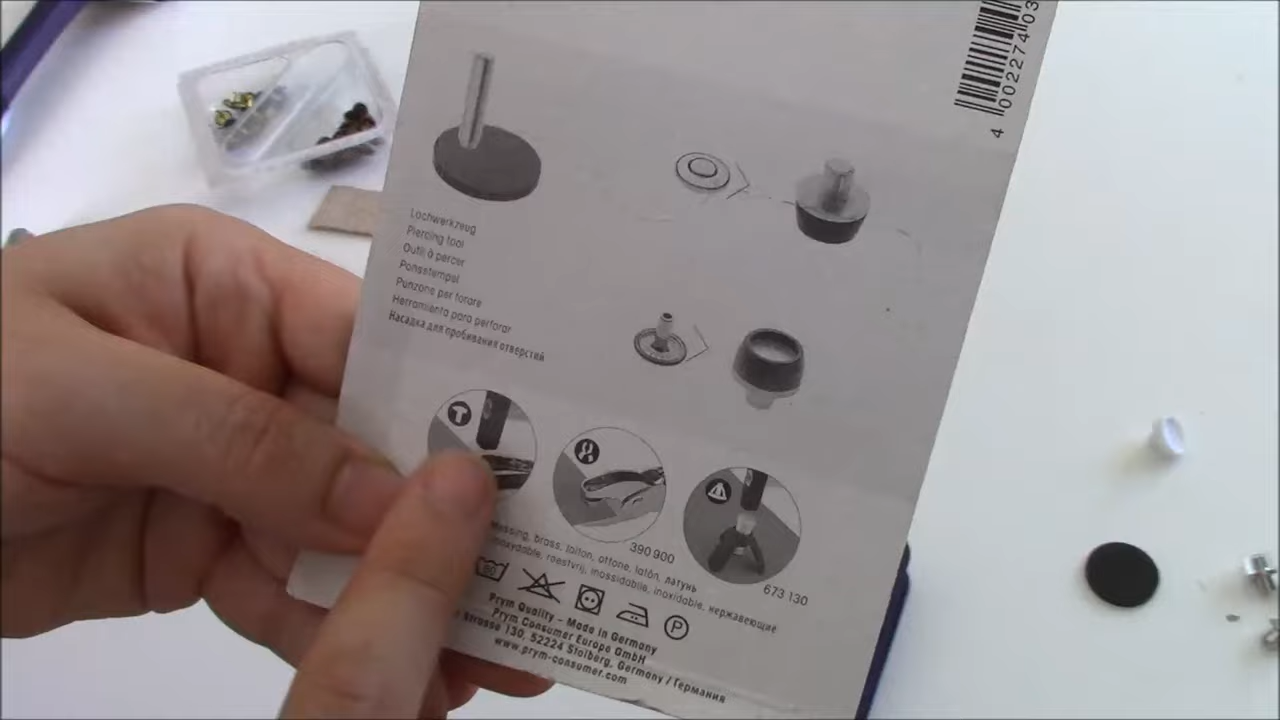 4 002274 03
Lochwerkzeug
Piercing tool
Outil à percer
Ponsstempel
Punzone per forare
Herramienta para perforar
Насадка для пробивания отверстий
390 900
673 130
Messing, brass, laiton, ottone, latón, латунь
inoxydable, roestvrij, inossidabile, inoxidable, нержавеющие
Prym Quality – Made in Germany
Prym Consumer Europe GmbH
strasse 130, 52224 Stolberg, Germany / Германия
www.prym-consumer.com
P